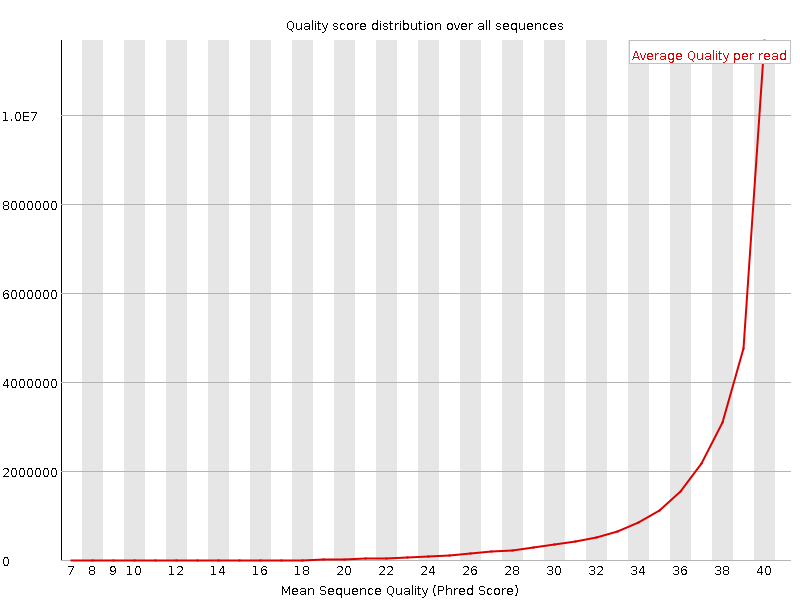 Quality score distribution over all sequences
Average Quality per read
1.0E7
8000000
6000000
4000000
2000000
0
7 8 9 10 12 14 16 18 20 22 24 26 28 30 32 34 36 38 40
Mean Sequence Quality (Phred Score)